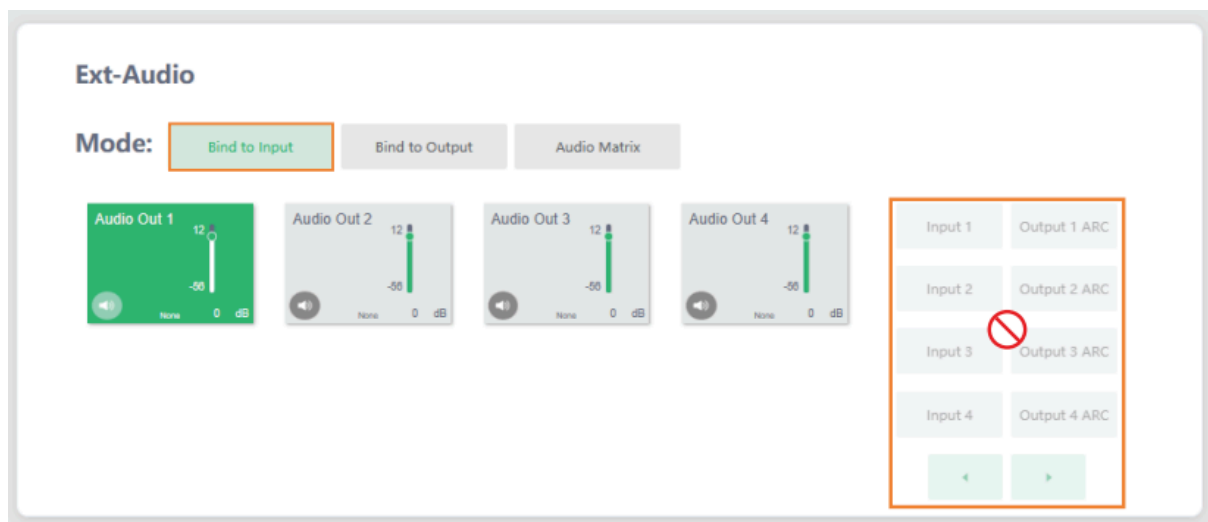 Ext-Audio
Mode: Bind to Input Bind to Output Audio Matrix
Audio Out 1
12
-56
None 0 dB
Audio Out 2
12
-56
None 0 dB
Audio Out 3
12
-56
None 0 dB
Audio Out 4
12
-56
None 0 dB
Input 1 Output 1 ARC
Input 2 Output 2 ARC
Input 3 Output 3 ARC
Input 4 Output 4 ARC